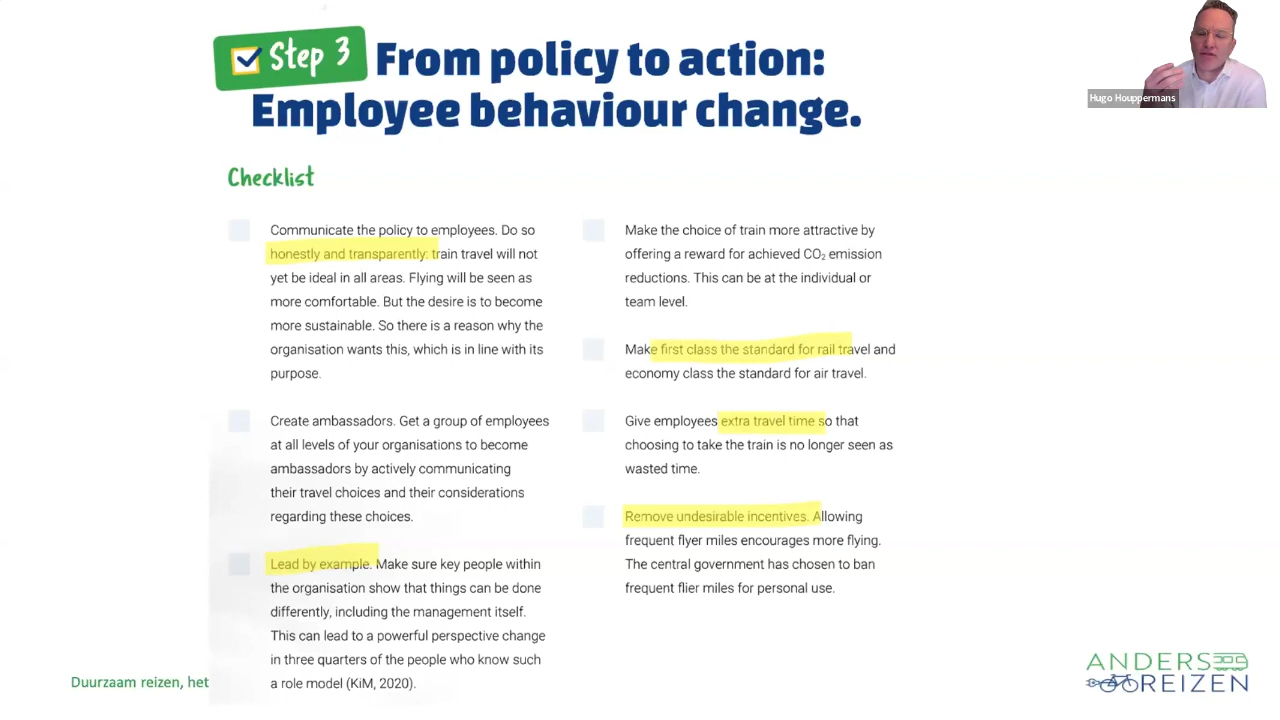 Step 3
From policy to action:
Employee behaviour change.
Hugo Houppermans
Checklist
Communicate the policy to employees. Do so
honestly and transparently: train travel will not
yet be ideal in all areas. Flying will be seen as
more comfortable. But the desire is to become
more sustainable. So there is a reason why the
organisation wants this, which is in line with its
purpose.
Create ambassadors. Get a group of employees
at all levels of your organisations to become
ambassadors by actively communicating
their travel choices and their considerations
regarding these choices.
Lead by example. Make sure key people within
the organisation show that things can be done
differently, including the management itself.
This can lead to a powerful perspective change
in three quarters of the people who know such
a role model (KiM, 2020).
Make the choice of train more attractive by
offering a reward for achieved CO₂ emission
reductions. This can be at the individual or
team level.
Make first class the standard for rail travel and
economy class the standard for air travel.
Give employees extra travel time so that
choosing to take the train is no longer seen as
wasted time.
Remove undesirable incentives. Allowing
frequent flyer miles encourages more flying.
The central government has chosen to ban
frequent flier miles for personal use.
Duurzaam reizen, het
ANDERS
REIZEN